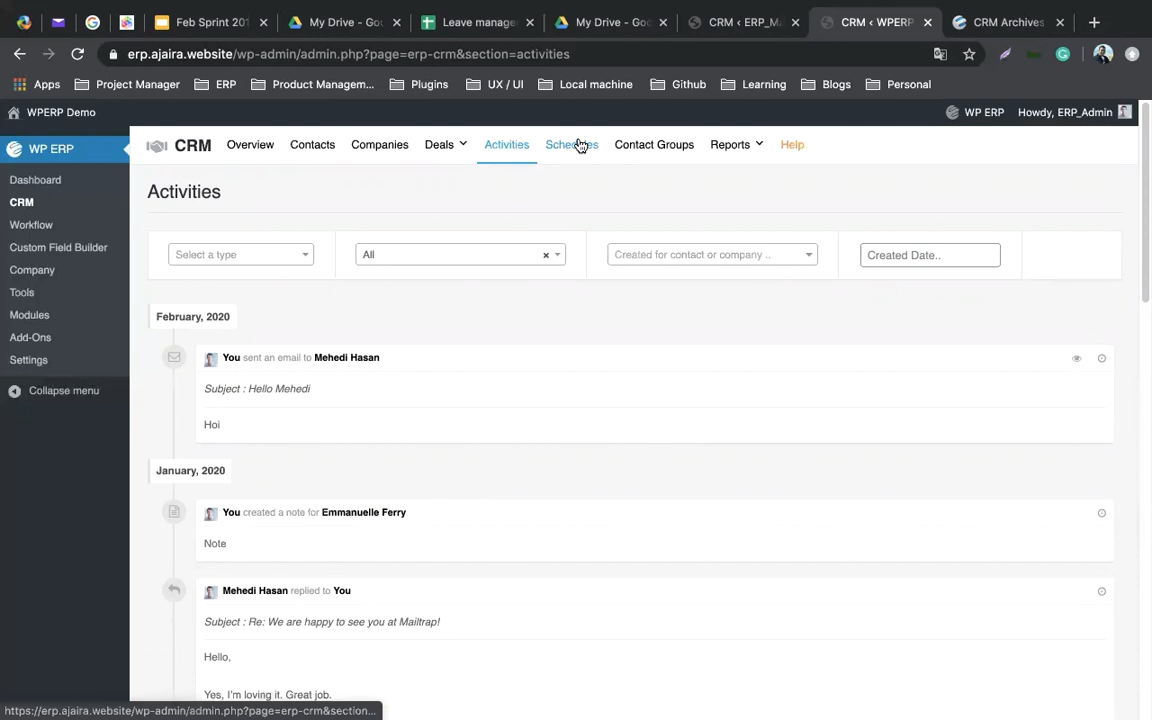 Feb Sprint 201
My Drive - Goo
Leave manage
My Drive - Goo
CRM ‹ ERP_Ma
CRM ‹ WPERP
CRM Archives
erp.ajaira.website/wp-admin/admin.php?page=erp-crm&section=activities
Apps
Project Manager
ERP
Product Managem...
Plugins
UX / UI
Local machine
Github
Learning
Blogs
Personal
WPERP Demo
WP ERP
Howdy, ERP_Admin
WP ERP
Dashboard
CRM
Workflow
Custom Field Builder
Company
Tools
Modules
Add-Ons
Settings
Collapse menu
CRM
Overview
Contacts
Companies
Deals
Activities
Schedules
Contact Groups
Reports
Help
Activities
Select a type
All
×
Created for contact or company ..
Created Date..
February, 2020
You sent an email to Mehedi Hasan
Subject : Hello Mehedi
Hoi
January, 2020
You created a note for Emmanuelle Ferry
Note
Mehedi Hasan replied to You
Subject : Re: We are happy to see you at Mailtrap!
Hello,
Yes, I'm loving it. Great job.
https://erp.ajaira.website/wp-admin/admin.php?page=erp-crm&section...